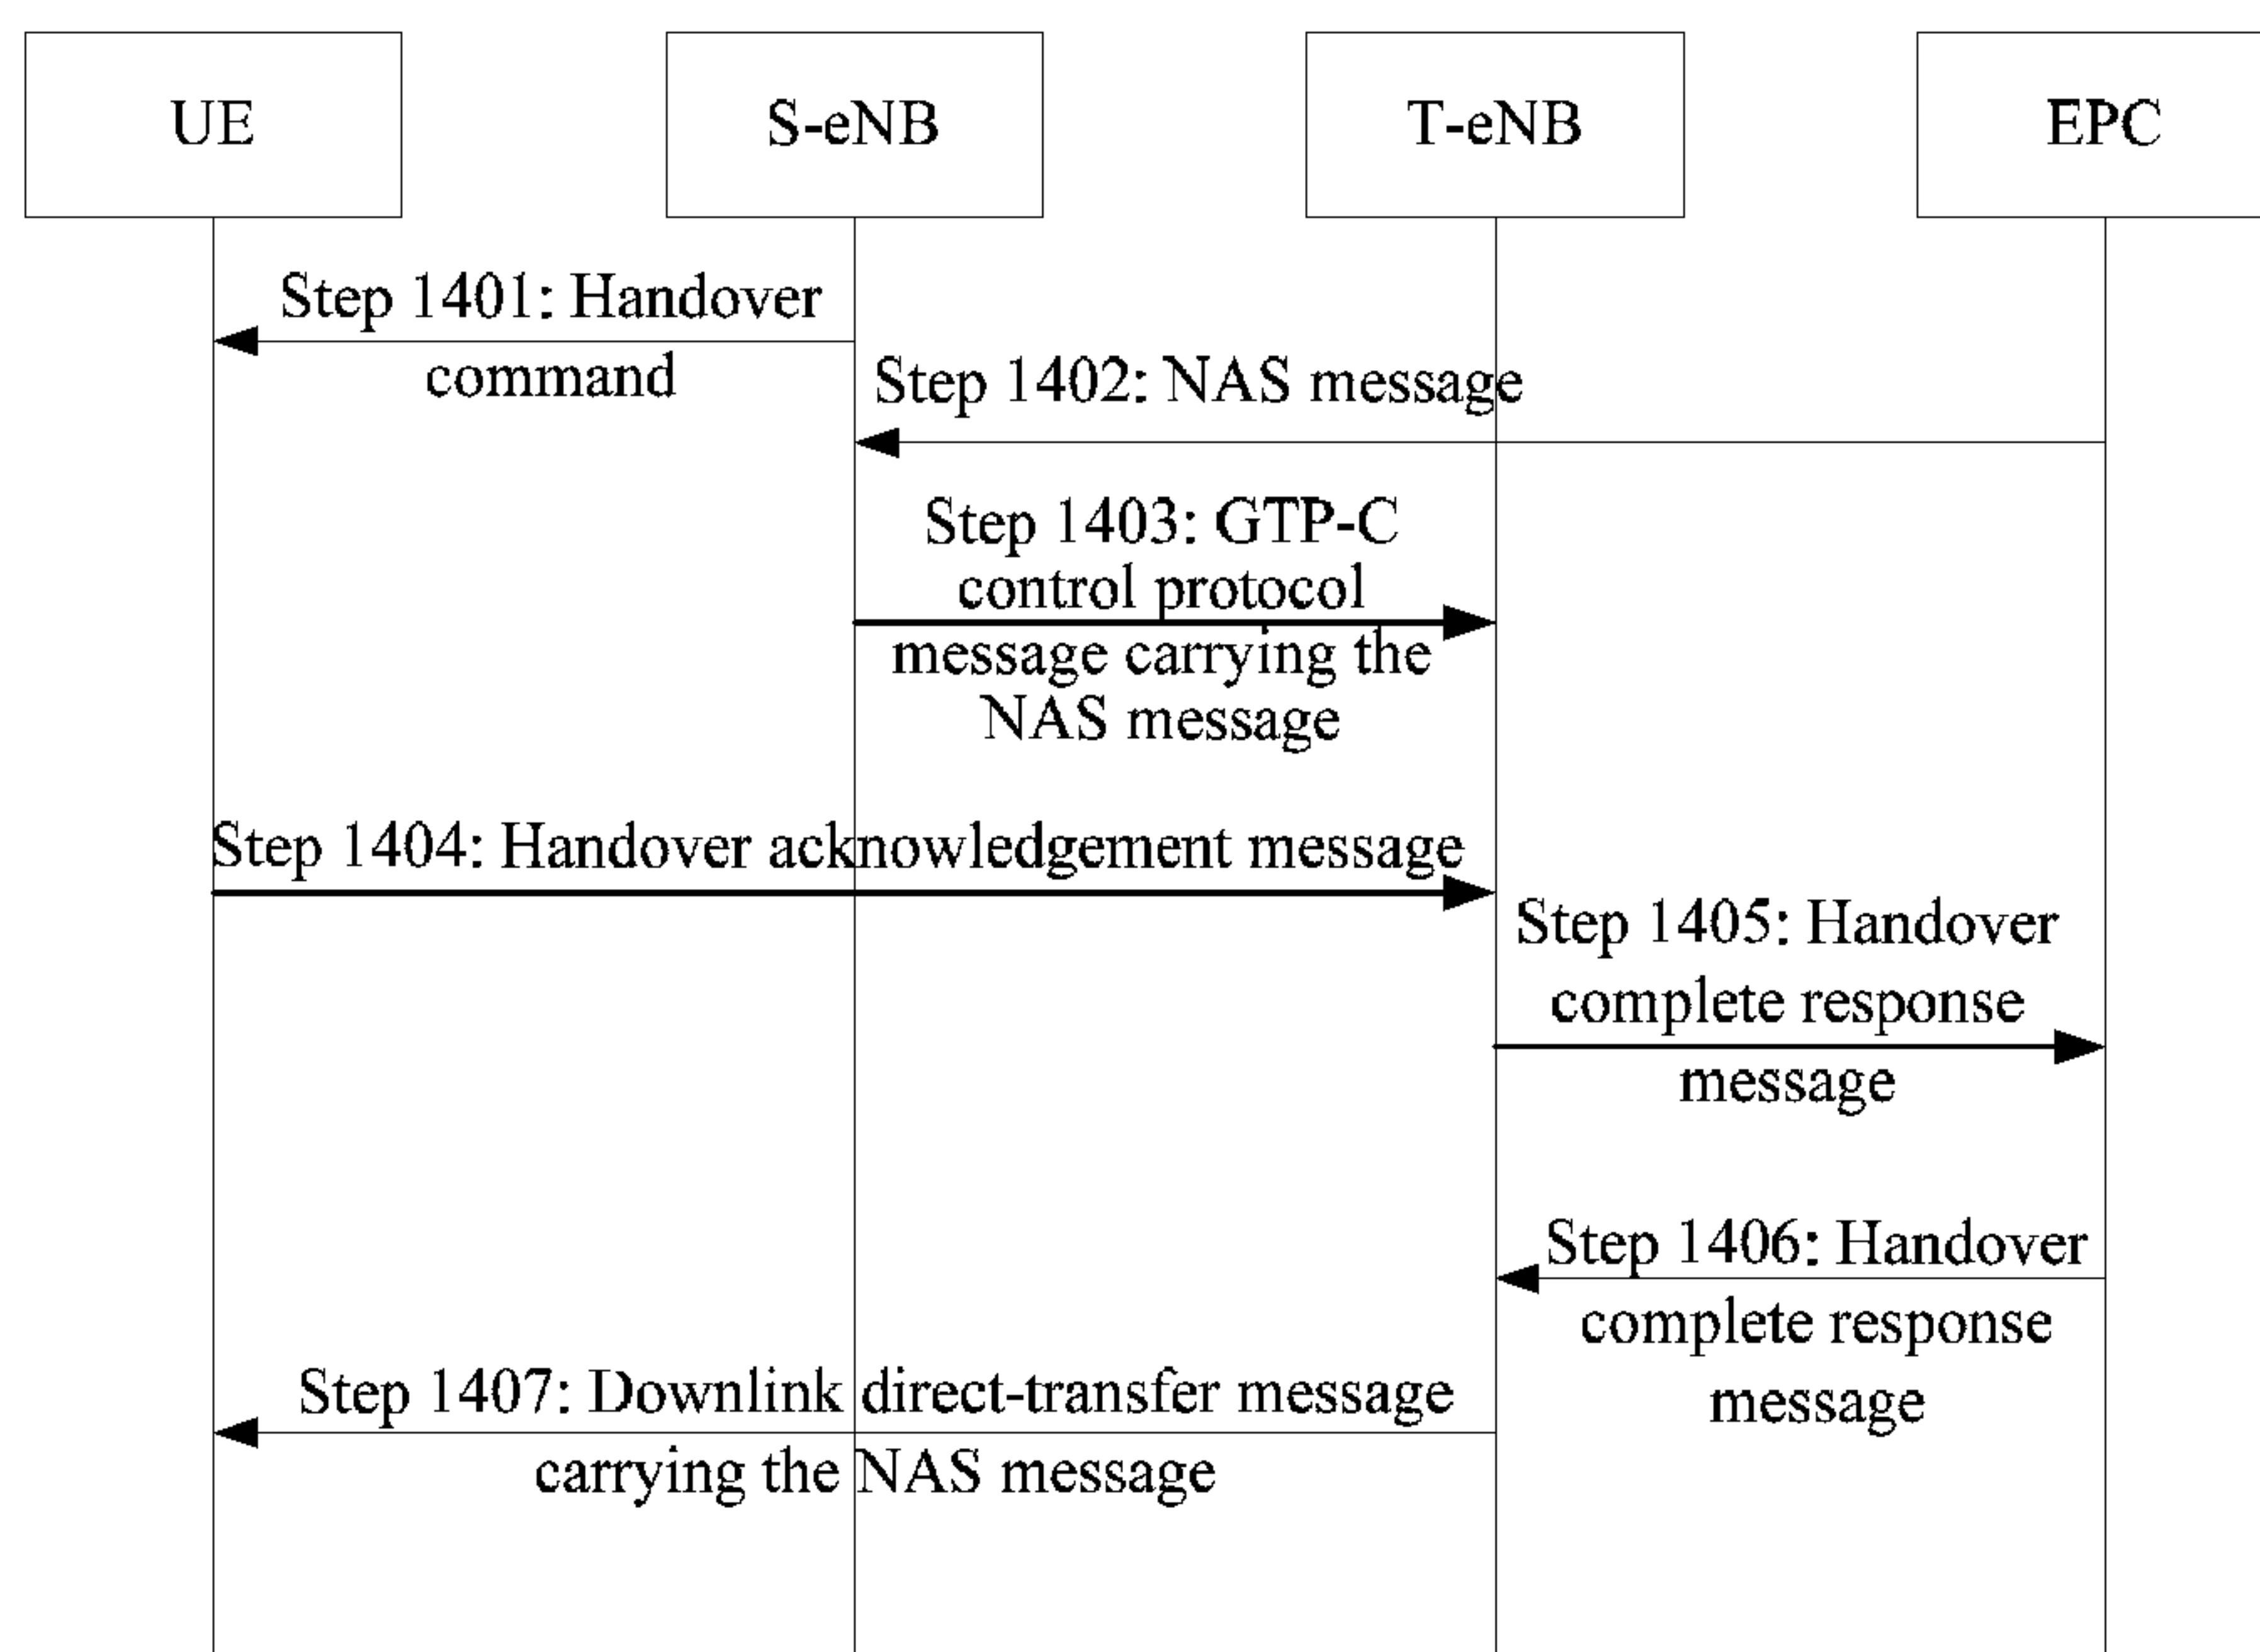 UE
S-eNB
T-eNB
EPC
Step 1401: Handover
command
Step 1402: NAS message
Step 1403: GTP-C
control protocol
message carrying the
NAS message
Step 1404: Handover acknowledgement message
Step 1405: Handover
complete response
message
Step 1406: Handover
complete response
message
Step 1407: Downlink direct-transfer message
carrying the NAS message